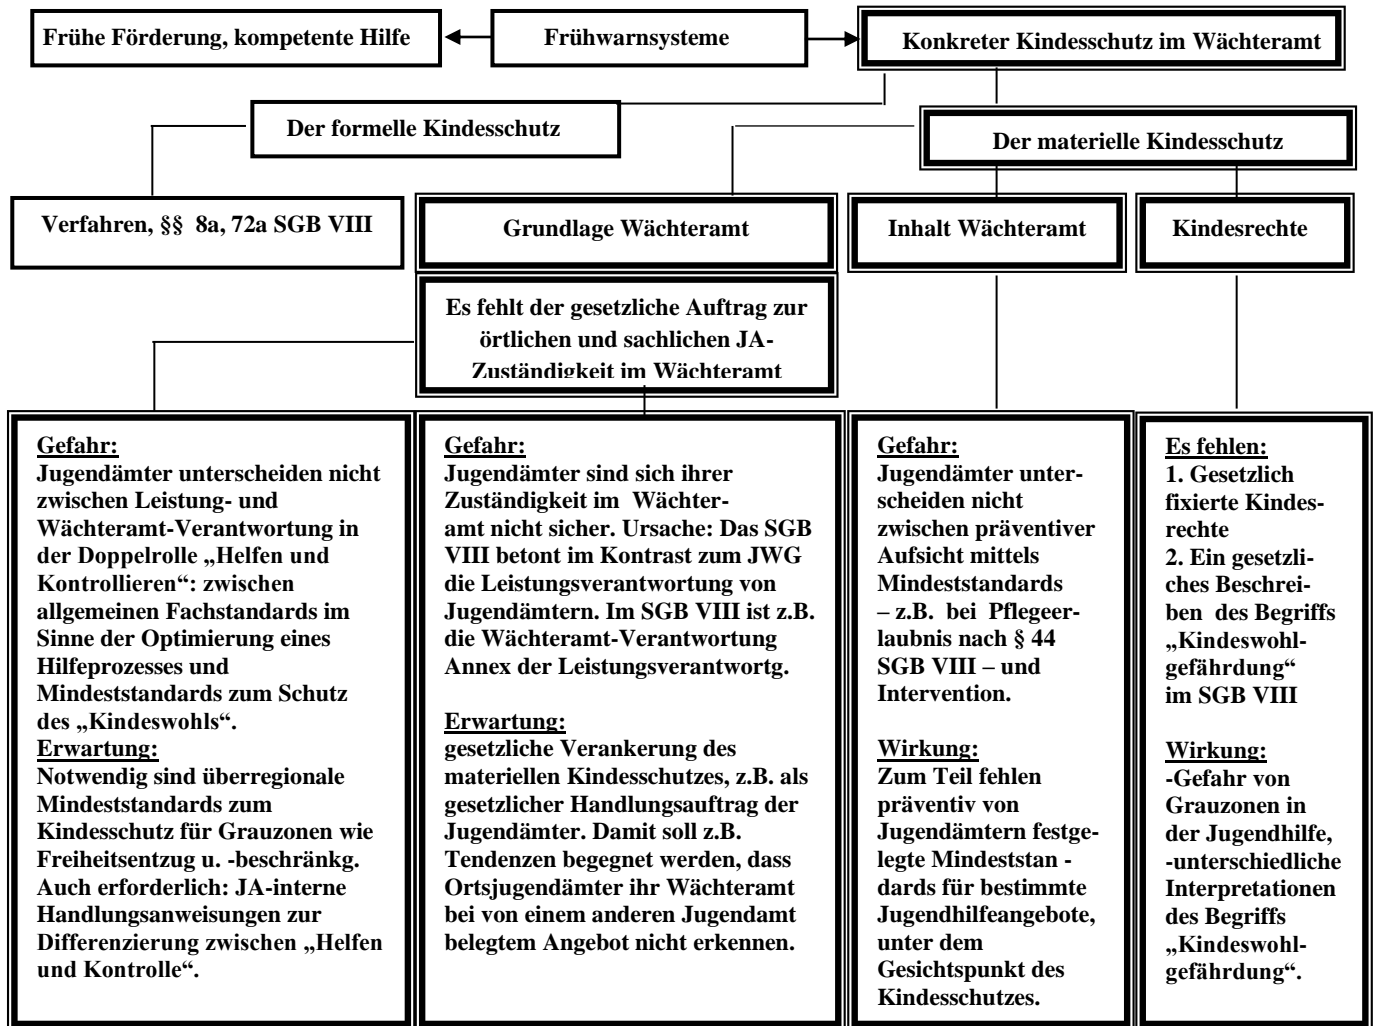 Frühe Förderung, kompetente Hilfe
Frühwarnsysteme
Konkreter Kindesschutz im Wächteramt
Der formelle Kindesschutz
Der materielle Kindesschutz
Verfahren, §§ 8a, 72a SGB VIII
Grundlage Wächteramt
Inhalt Wächteramt
Kindesrechte
Es fehlt der gesetzliche Auftrag zur
örtlichen und sachlichen JA-
Zuständigkeit im Wächteramt
Gefahr:
Jugendämter unterscheiden nicht
zwischen Leistung- und
Wächteramt-Verantwortung in
der Doppelrolle „Helfen und
Kontrollieren“: zwischen
allgemeinen Fachstandards im
Sinne der Optimierung eines
Hilfeprozesses und
Mindeststandards zum Schutz
des „Kindeswohls“.
Erwartung:
Notwendig sind überregionale
Mindeststandards zum
Kindesschutz für Grauzonen wie
Freiheitsentzug u. -beschränkg.
Auch erforderlich: JA-interne
Handlungsanweisungen zur
Differenzierung zwischen „Helfen
und Kontrolle“.
Gefahr:
Jugendämter sind sich ihrer
Zuständigkeit im Wächter-
amt nicht sicher. Ursache: Das SGB
VIII betont im Kontrast zum JWG
die Leistungsverantwortung von
Jugendämtern. Im SGB VIII ist z.B.
die Wächteramt-Verantwortung
Annex der Leistungsverantwortg.
Erwartung:
gesetzliche Verankerung des
materiellen Kindesschutzes, z.B. als
gesetzlicher Handlungsauftrag der
Jugendämter. Damit soll z.B.
Tendenzen begegnet werden, dass
Ortsjugendämter ihr Wächteramt
bei von einem anderen Jugendamt
belegtem Angebot nicht erkennen.
Gefahr:
Jugendämter unter-
scheiden nicht
zwischen präventiver
Aufsicht mittels
Mindeststandards
– z.B. bei Pflegeer-
laubnis nach § 44
SGB VIII – und
Intervention.
Wirkung:
Zum Teil fehlen
präventiv von
Jugendämtern festge-
legte Mindeststan -
dards für bestimmte
Jugendhilfeangebote,
unter dem
Gesichtspunkt des
Kindesschutzes.
Es fehlen:
1. Gesetzlich
fixierte Kindes-
rechte
2. Ein gesetzli-
ches Beschrei-
ben des Begriffs
„Kindeswohl-
gefährdung“
im SGB VIII
Wirkung:
-Gefahr von
Grauzonen in
der Jugendhilfe,
-unterschiedliche
Interpretationen
des Begriffs
„Kindeswohl-
gefährdung“.